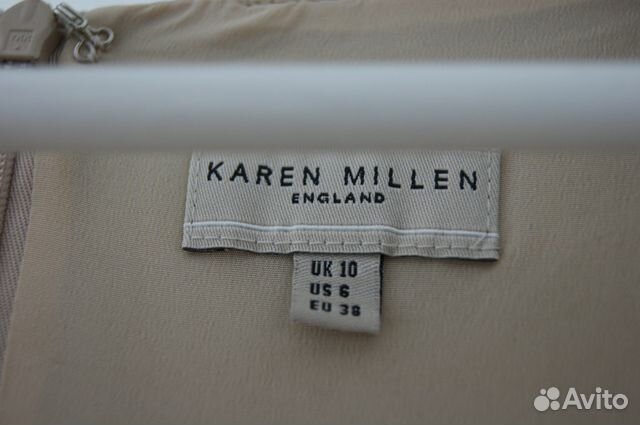 KAREN MILLEN
ENGLAND
UK 10
US 6
EU 38
Avito